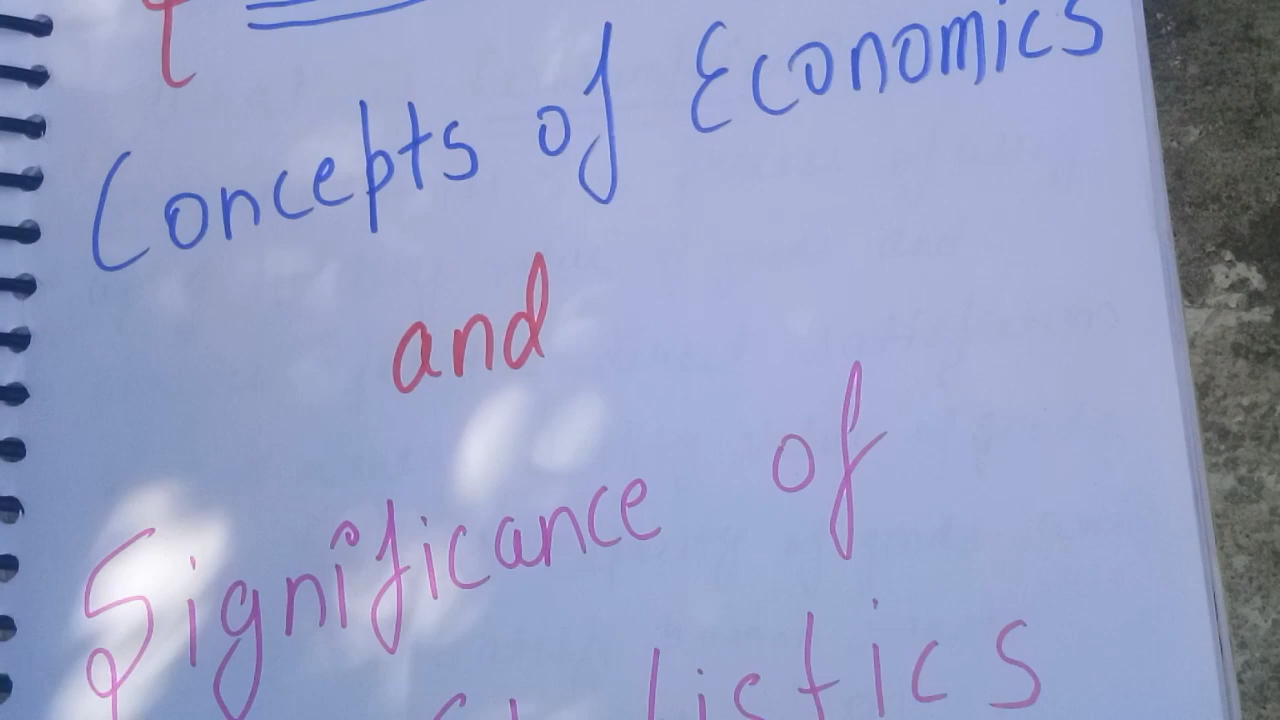 Concepts of Economics
and
Significance of